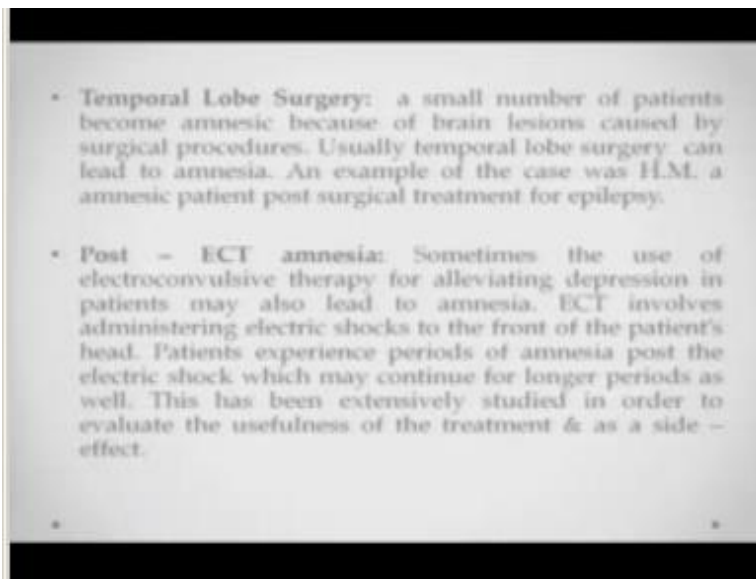 • Temporal Lobe Surgery: a small number of patients
become amnesic because of brain lesions caused by
surgical procedures. Usually temporal lobe surgery can
lead to amnesia. An example of the case was H.M. a
amnesic patient post surgical treatment for epilepsy.
• Post – ECT amnesia: Sometimes the use of
electroconvulsive therapy for alleviating depression in
patients may also lead to amnesia. ECT involves
administering electric shocks to the front of the patient's
head. Patients experience periods of amnesia post the
electric shock which may continue for longer periods as
well. This has been extensively studied in order to
evaluate the usefulness of the treatment & as a side –
effect.